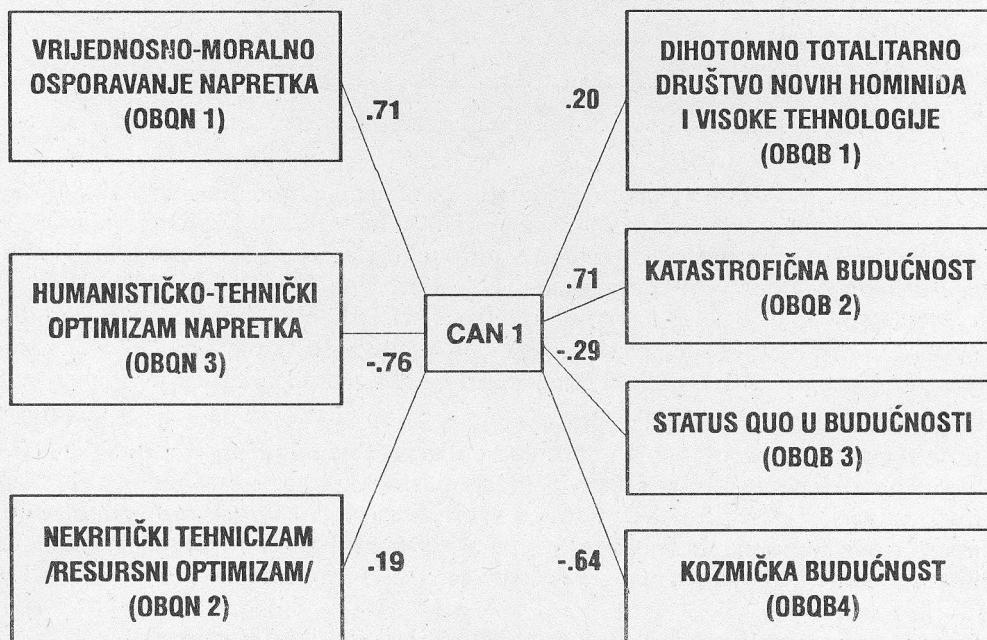 VRIJEDNOSNO-MORALNO
OSPORAVANJE NAPRETKA
(OBQN 1)
.71
HUMANISTIČKO-TEHNIČKI
OPTIMIZAM NAPRETKA
(OBQN 3)
-.76
NEKRITIČKI TEHNICIZAM
/RESURSNI OPTIMIZAM/
(OBQN 2)
.19
CAN 1
.20
DIHOTOMNO TOTALITARNO
DRUŠTVO NOVIH HOMINIDA
I VISOKE TEHNOLOGIJE
(OBQB 1)
.71
KATASTROFIČNA BUDUĆNOST
(OBQB 2)
-.29
STATUS QUO U BUDUĆNOSTI
(OBQB 3)
-.64
KOZMIČKA BUDUĆNOST
(OBQB4)